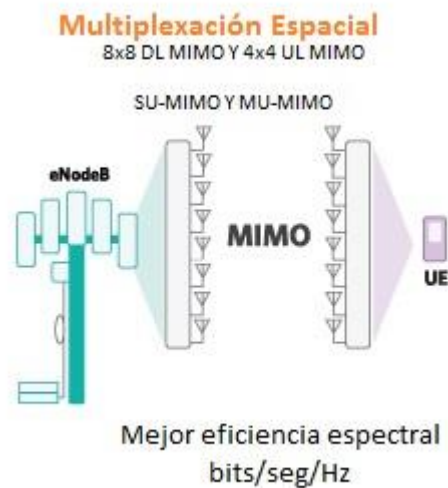 Multiplexación Espacial
8x8 DL MIMO Y 4x4 UL MIMO
SU-MIMO Y MU-MIMO
eNodeB
MIMO
UE
Mejor eficiencia espectral
bits/seg/Hz